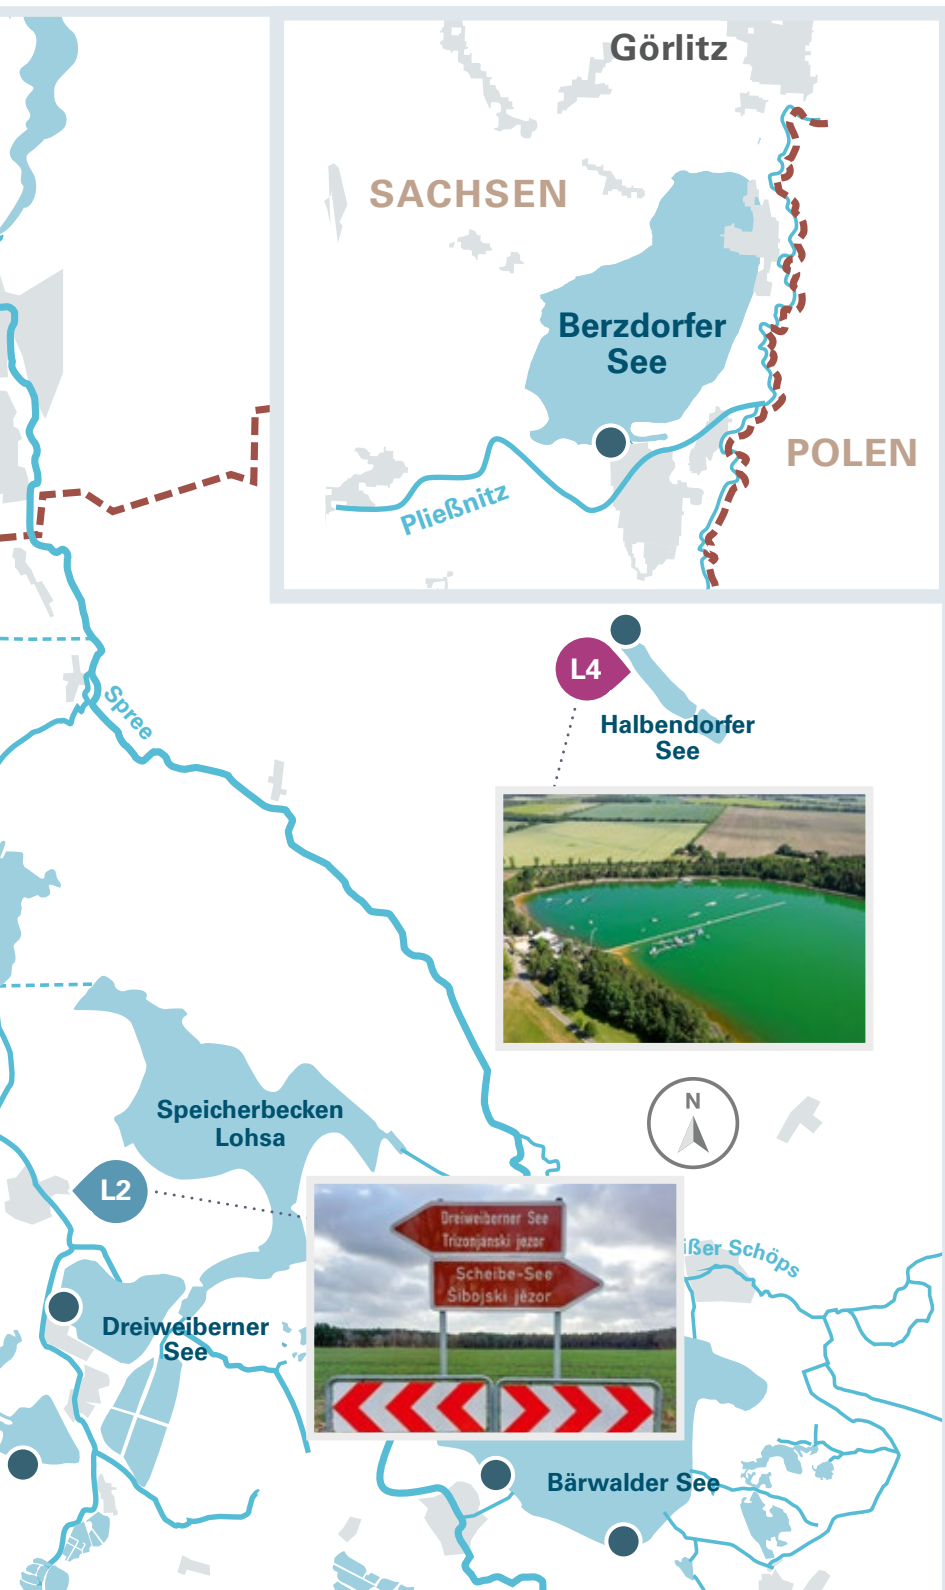 Görlitz
SACHSEN
Berzdorfer
See
POLEN
Pließnitz
L4
Halbendorfer
See
Spree
Speicherbecken
Lohsa
N
L2
Dreiweiberner See
Trizonjanski jězor
Scheibe-See
Šibojski jězor
ißer Schöps
Dreiweiberner
See
Bärwalder See